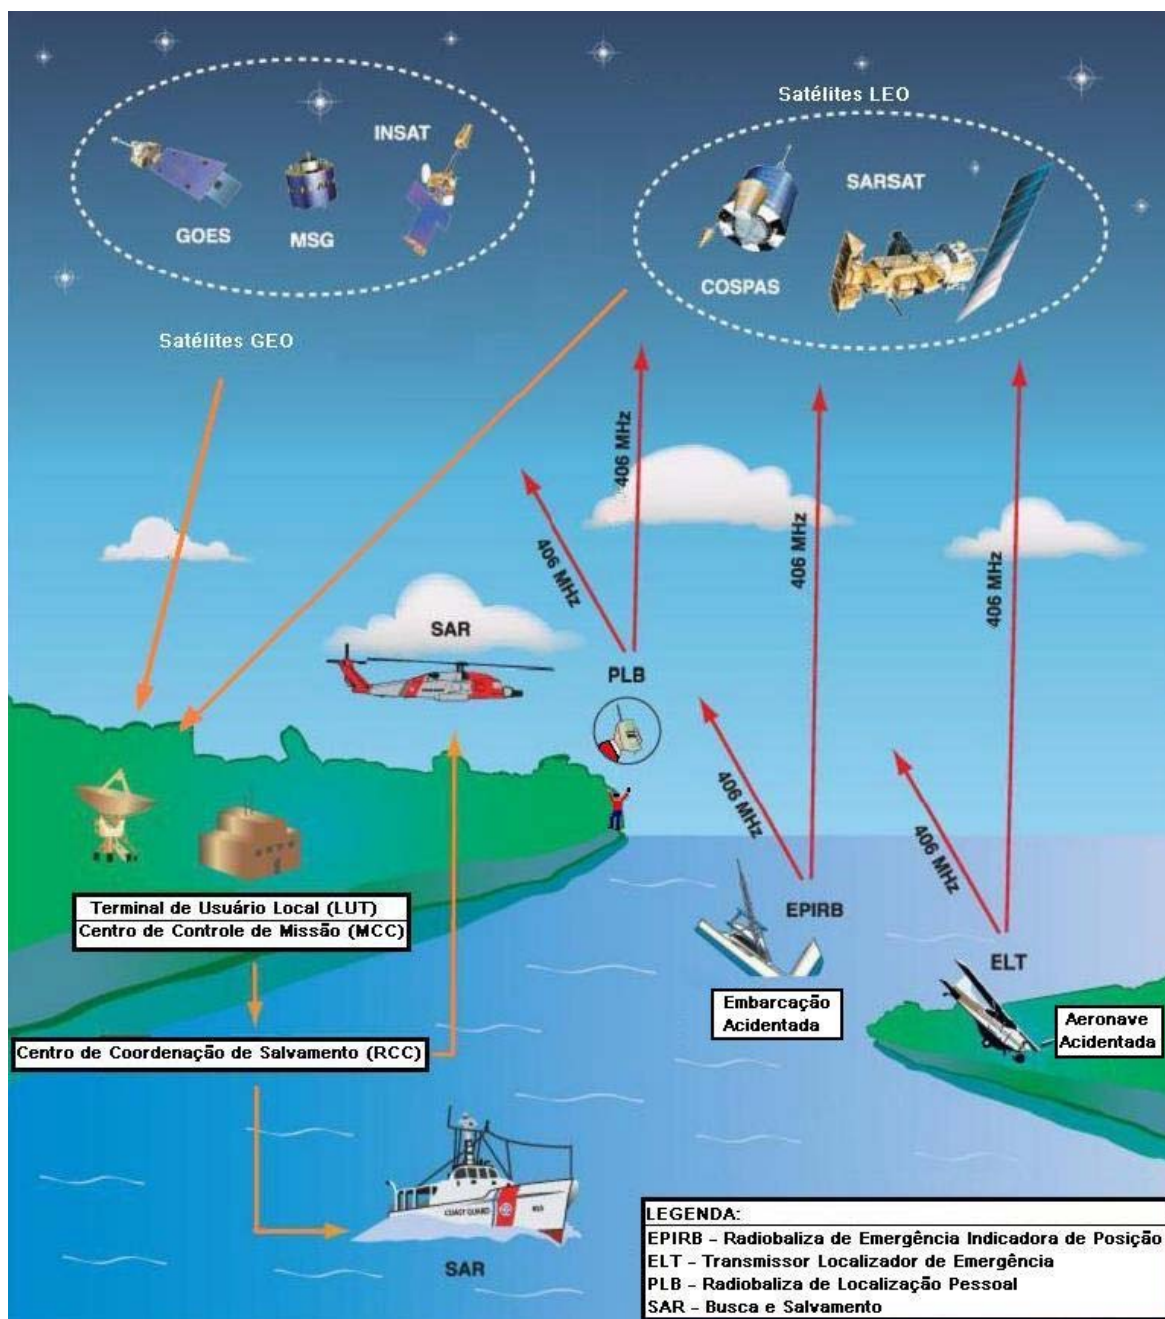 Satélites LEO
INSAT
SARSAT
GOES
MSG
COSPAS
Satélites GEO
406 MHz
406 MHz
406 MHz
406 MHz
SAR
PLB
406 MHz
406 MHz
EPIRB
Terminal de Usuário Local (LUT)
Centro de Controle de Missão (MCC)
ELT
Embarcação
Acidentada
Aeronave
Acidentada
Centro de Coordenação de Salvamento (RCC)
COAST GUARD
SAR
LEGENDA:
EPIRB - Radiobaliza de Emergência Indicadora de Posição
ELT - Transmissor Localizador de Emergência
PLB - Radiobaliza de Localização Pessoal
SAR - Busca e Salvamento